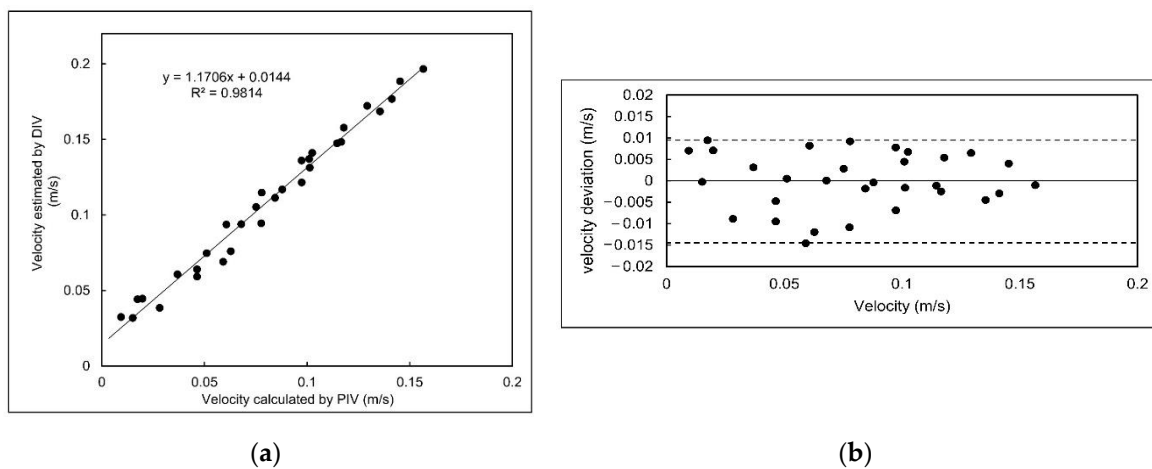 0.2
0.15
0.1
0.05
0
y = 1.1706x + 0.0144
R² = 0.9814
Velocity estimated by DIV
(m/s)
0 0.05 0.1 0.15 0.2
Velocity calculated by PIV (m/s)
(a)
0.02
0.015
0.01
0.005
0
−0.005
−0.01
−0.015
−0.02
velocity deviation (m/s)
0 0.05 0.1 0.15 0.2
Velocity (m/s)
(b)